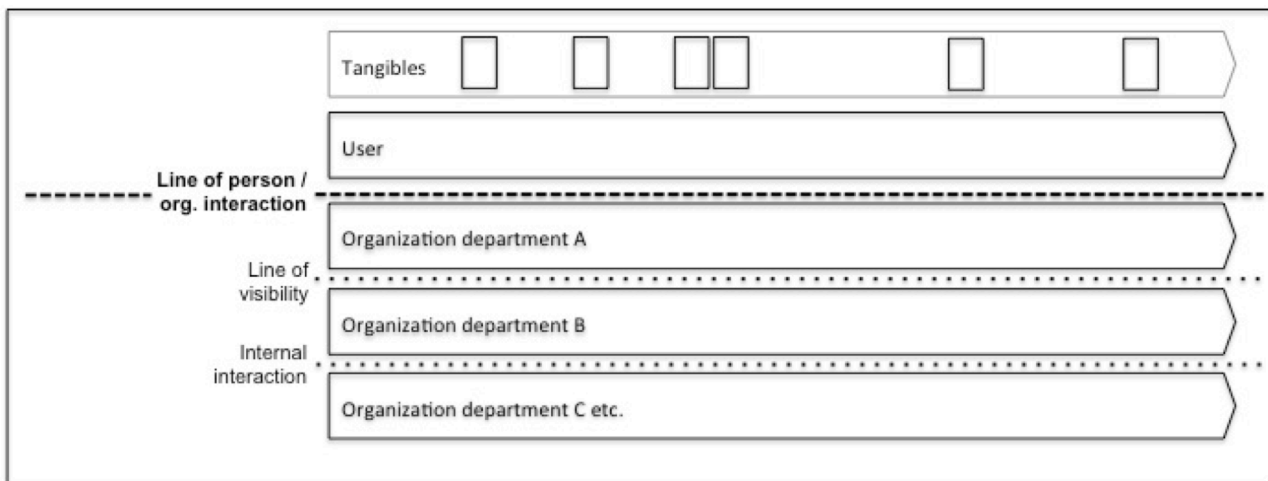 Tangibles
User
Line of person /
org. interaction
Organization department A
Line of
visibility
Organization department B
Internal
interaction
Organization department C etc.